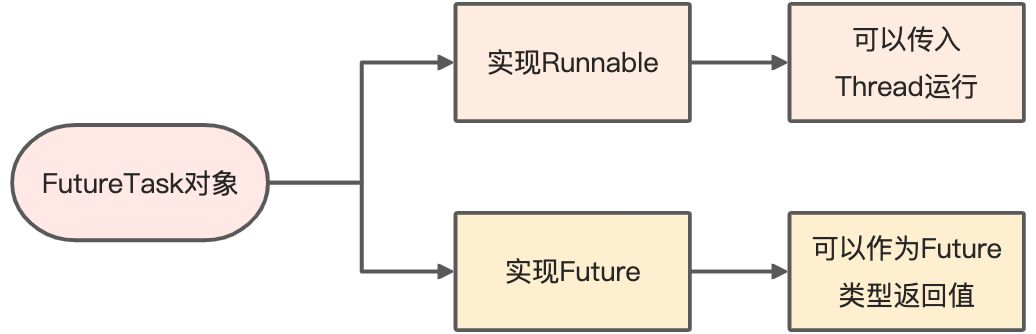 FutureTask对象
实现Runnable
可以传入
Thread运行
实现Future
可以作为Future
类型返回值